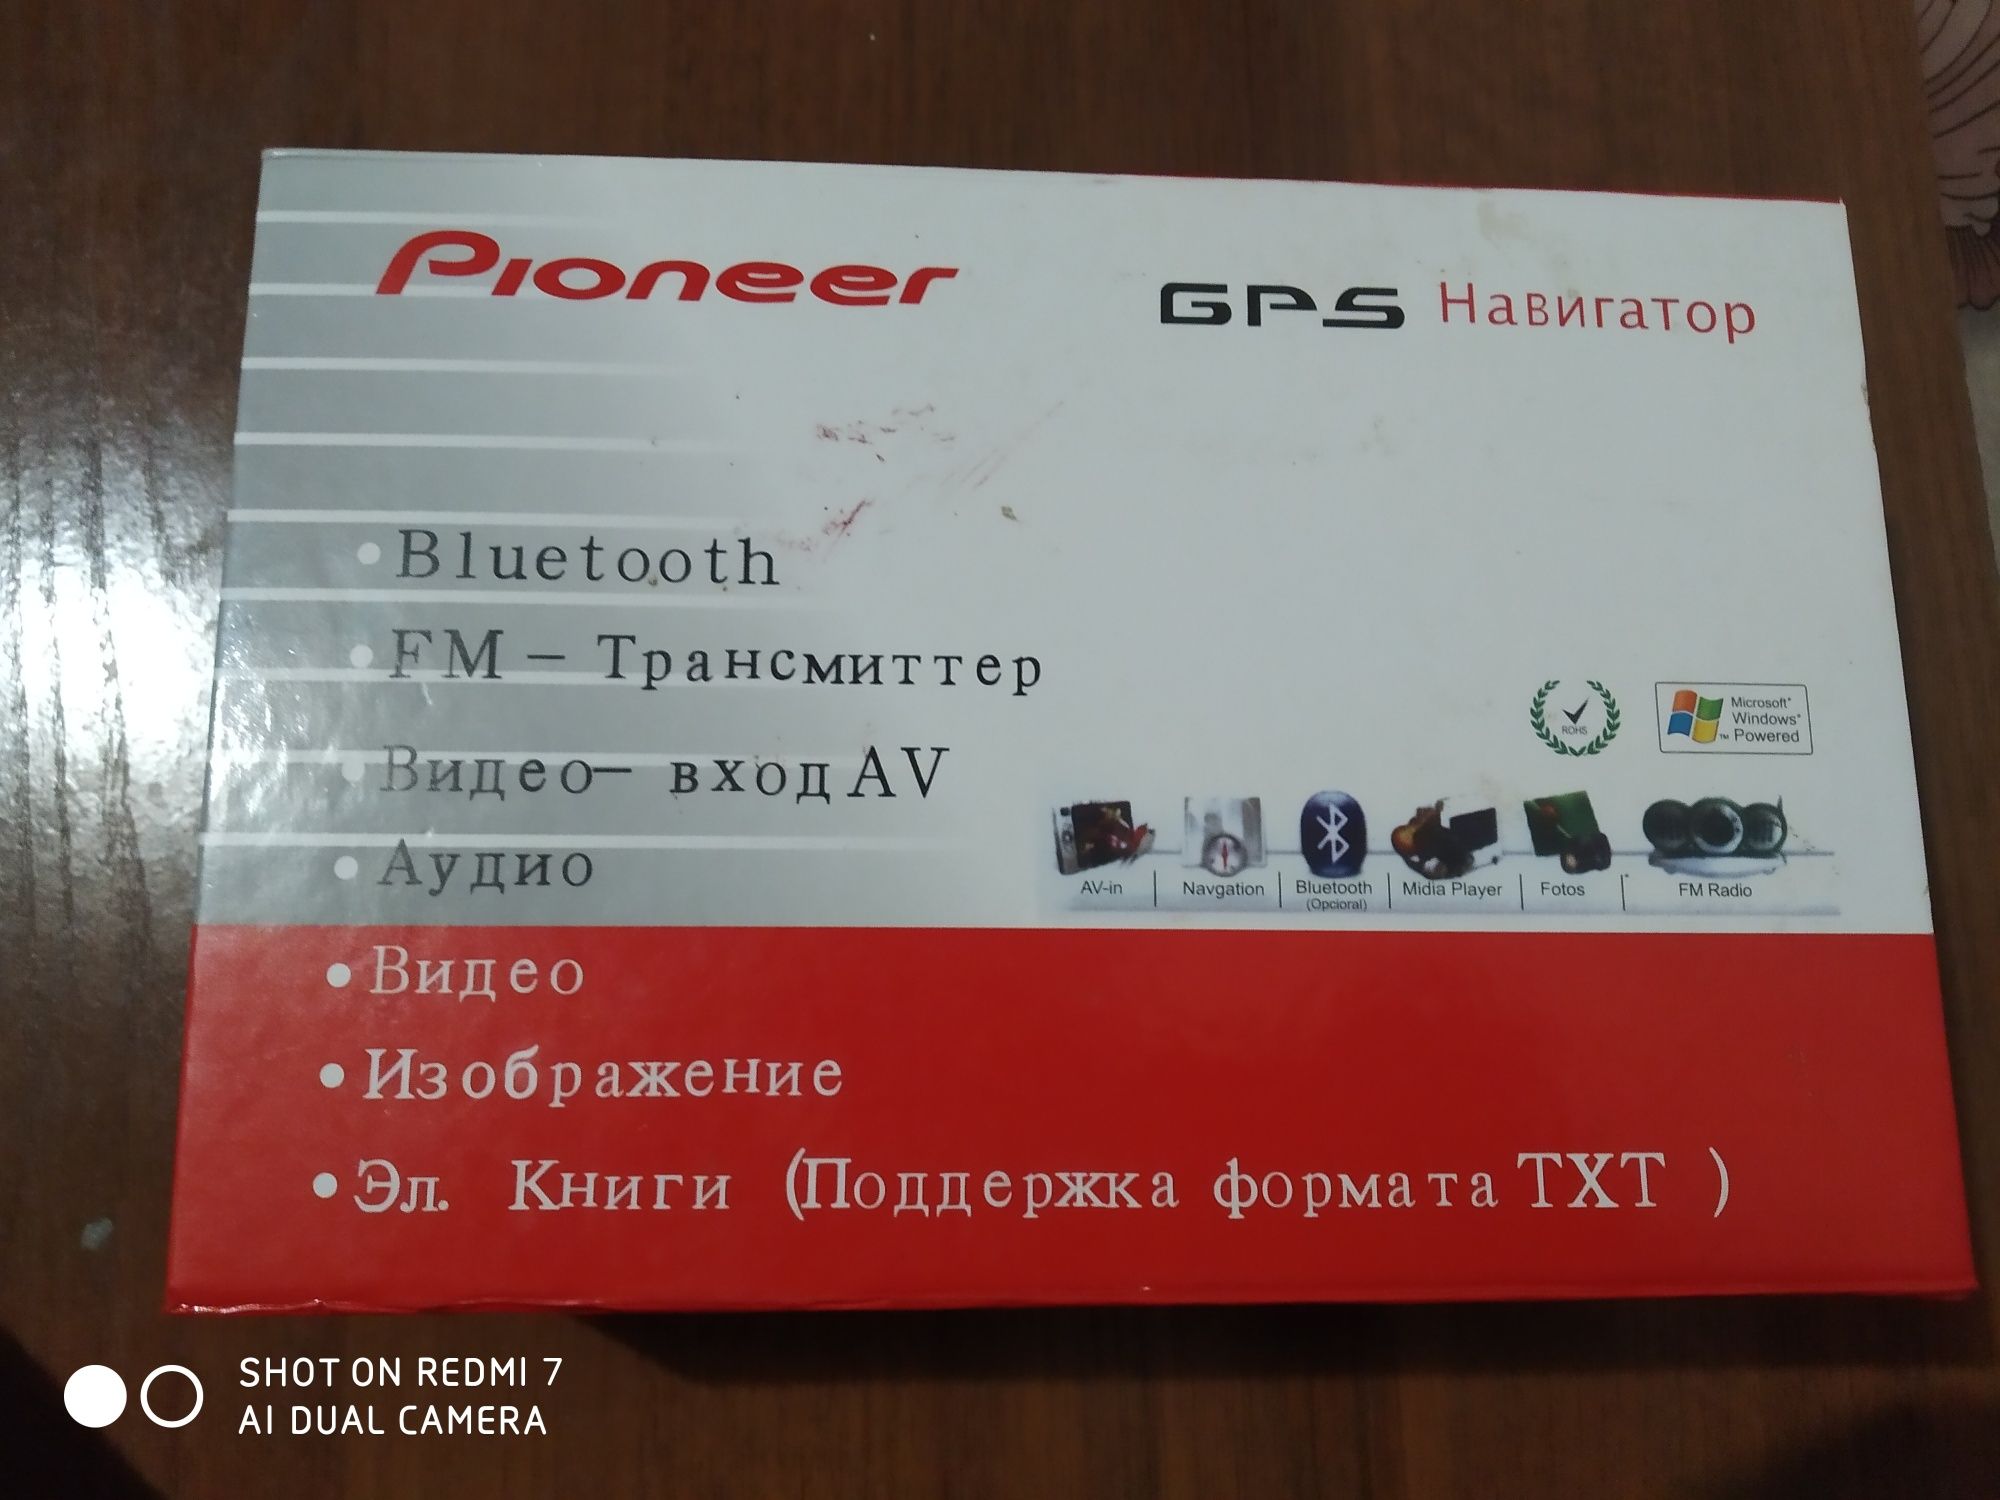 Pioneer
GPS Навигатор
• Bluetooth
• FM – Трансмиттер
• Видео– вход AV
• Аудио
ROHS
Microsoft®
Windows®
™ Powered
AV-in
Navgation
Bluetooth
(Opcioral)
Midia Player
Fotos
FM Radio
• Видео
• Изображение
• Эл. Книги (Поддержка формата TXT )
SHOT ON REDMI 7
AI DUAL CAMERA